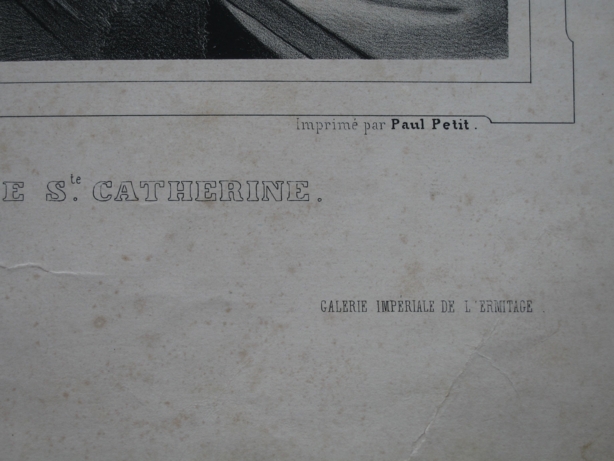 Imprimé par Paul Petit.
E Ste. CATHERINE.
GALERIE IMPÉRIALE DE L'ERMITAGE